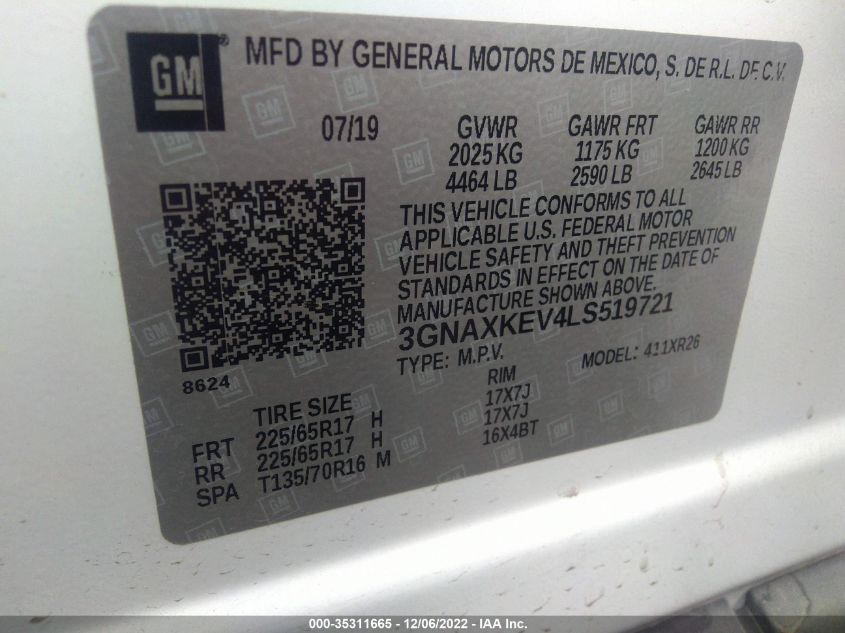 GM ® MFD BY GENERAL MOTORS DE MEXICO, S. DE R.L. DE C.V.
07/19 GVWR GAWR FRT GAWR RR
2025 KG 1175 KG 1200 KG
4464 LB 2590 LB 2645 LB
THIS VEHICLE CONFORMS TO ALL
APPLICABLE U.S. FEDERAL MOTOR
VEHICLE SAFETY AND THEFT PREVENTION
STANDARDS IN EFFECT ON THE DATE OF
MANUFACTURE SHOWN ABOVE.
3GNAXKEV4LS519721
TYPE: M.P.V. MODEL: 411XR26
8624
TIRE SIZE RIM
FRT 225/65R17 H 17X7J
RR 225/65R17 H 17X7J
SPA T135/70R16 M 16X4BT
000-35311665 - 12/06/2022 - IAA Inc.